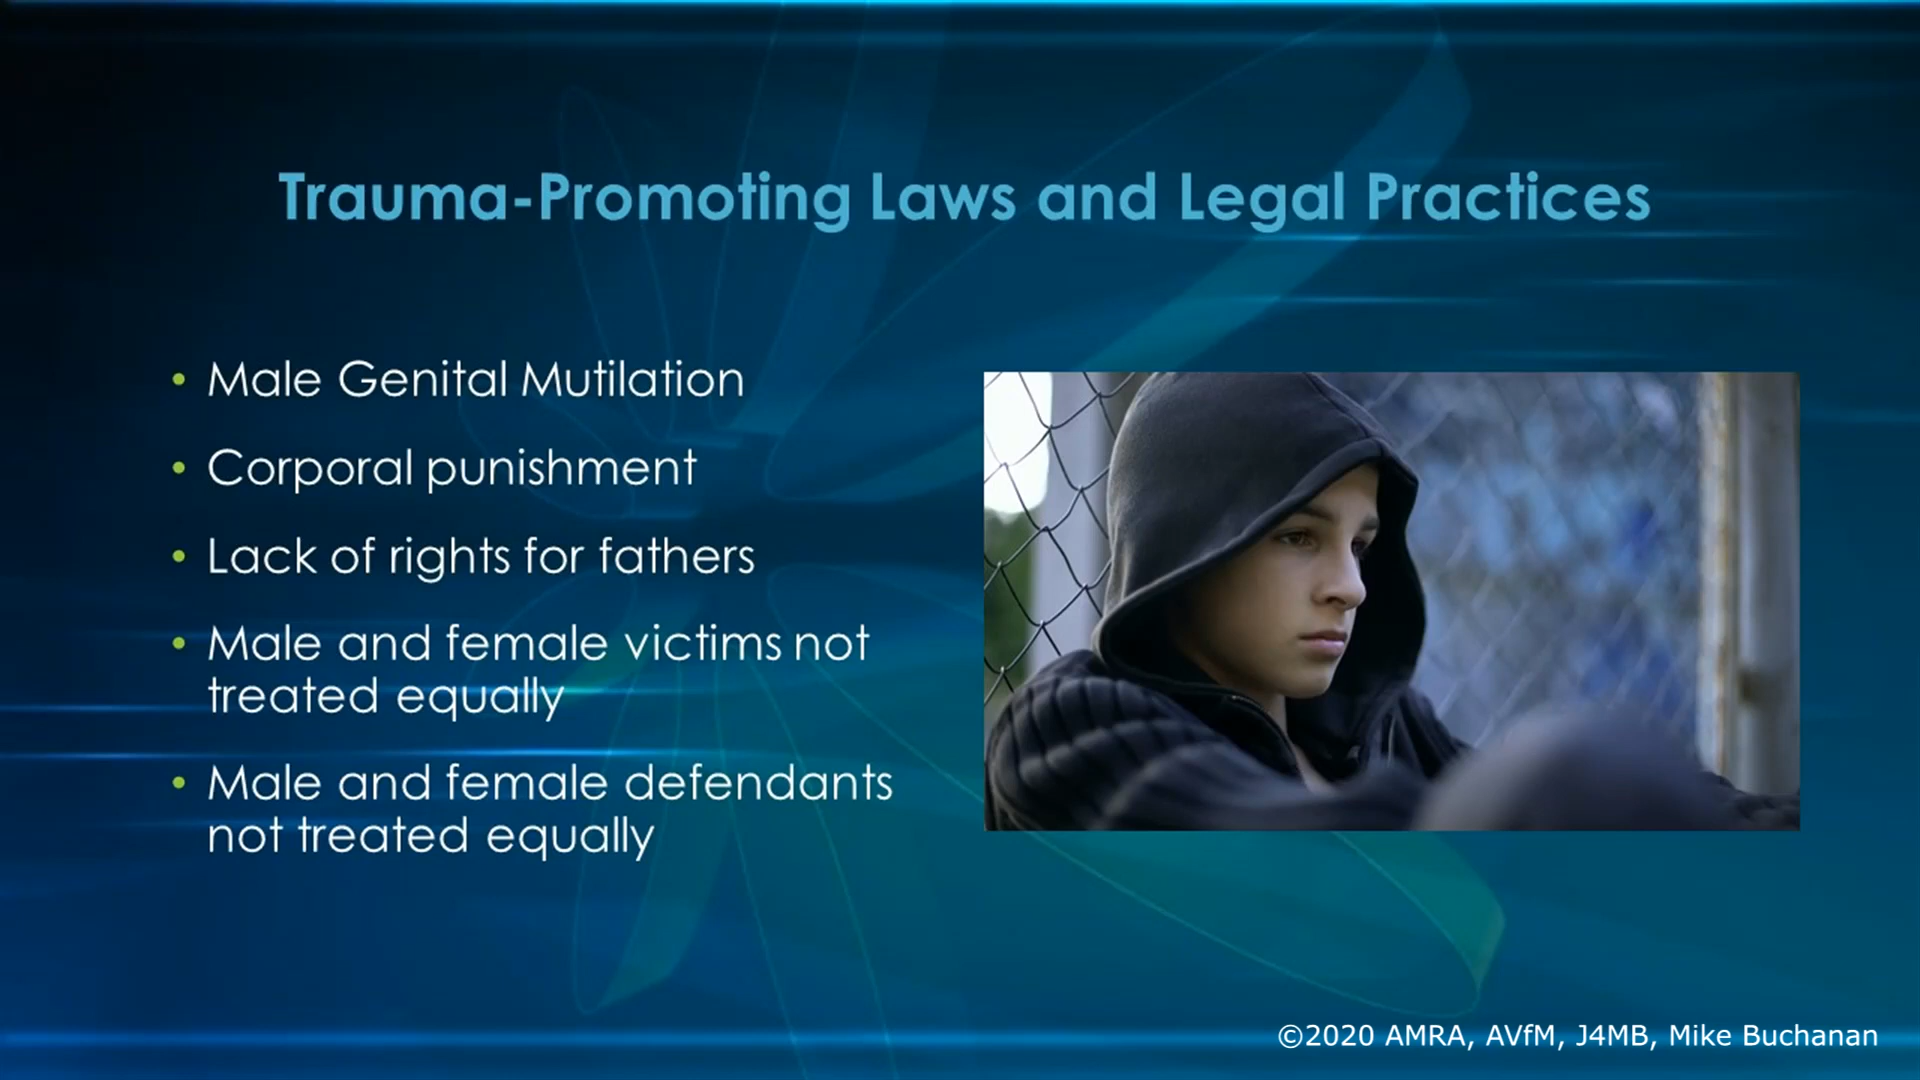 Trauma-Promoting Laws and Legal Practices
• Male Genital Mutilation
• Corporal punishment
• Lack of rights for fathers
• Male and female victims not
treated equally
• Male and female defendants
not treated equally
©2020 AMRA, AVfM, J4MB, Mike Buchanan